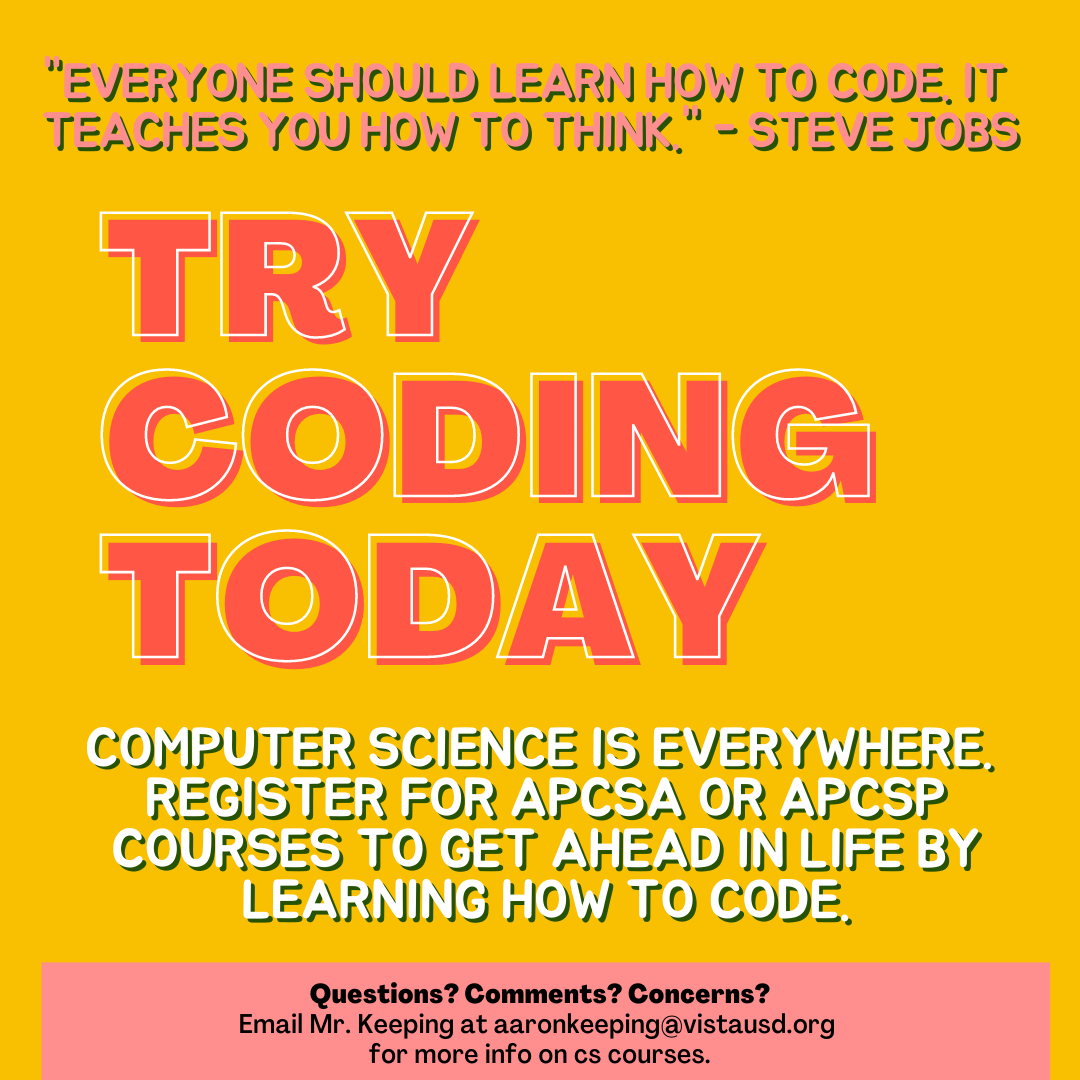 "EVERYONE SHOULD LEARN HOW TO CODE. IT
TEACHES YOU HOW TO THINK." - STEVE JOBS
TRY
CODING
TODAY
COMPUTER SCIENCE IS EVERYWHERE.
REGISTER FOR APCSA OR APCSP
COURSES TO GET AHEAD IN LIFE BY
LEARNING HOW TO CODE.
Questions? Comments? Concerns?
Email Mr. Keeping at aaronkeeping@vistausd.org
for more info on cs courses.